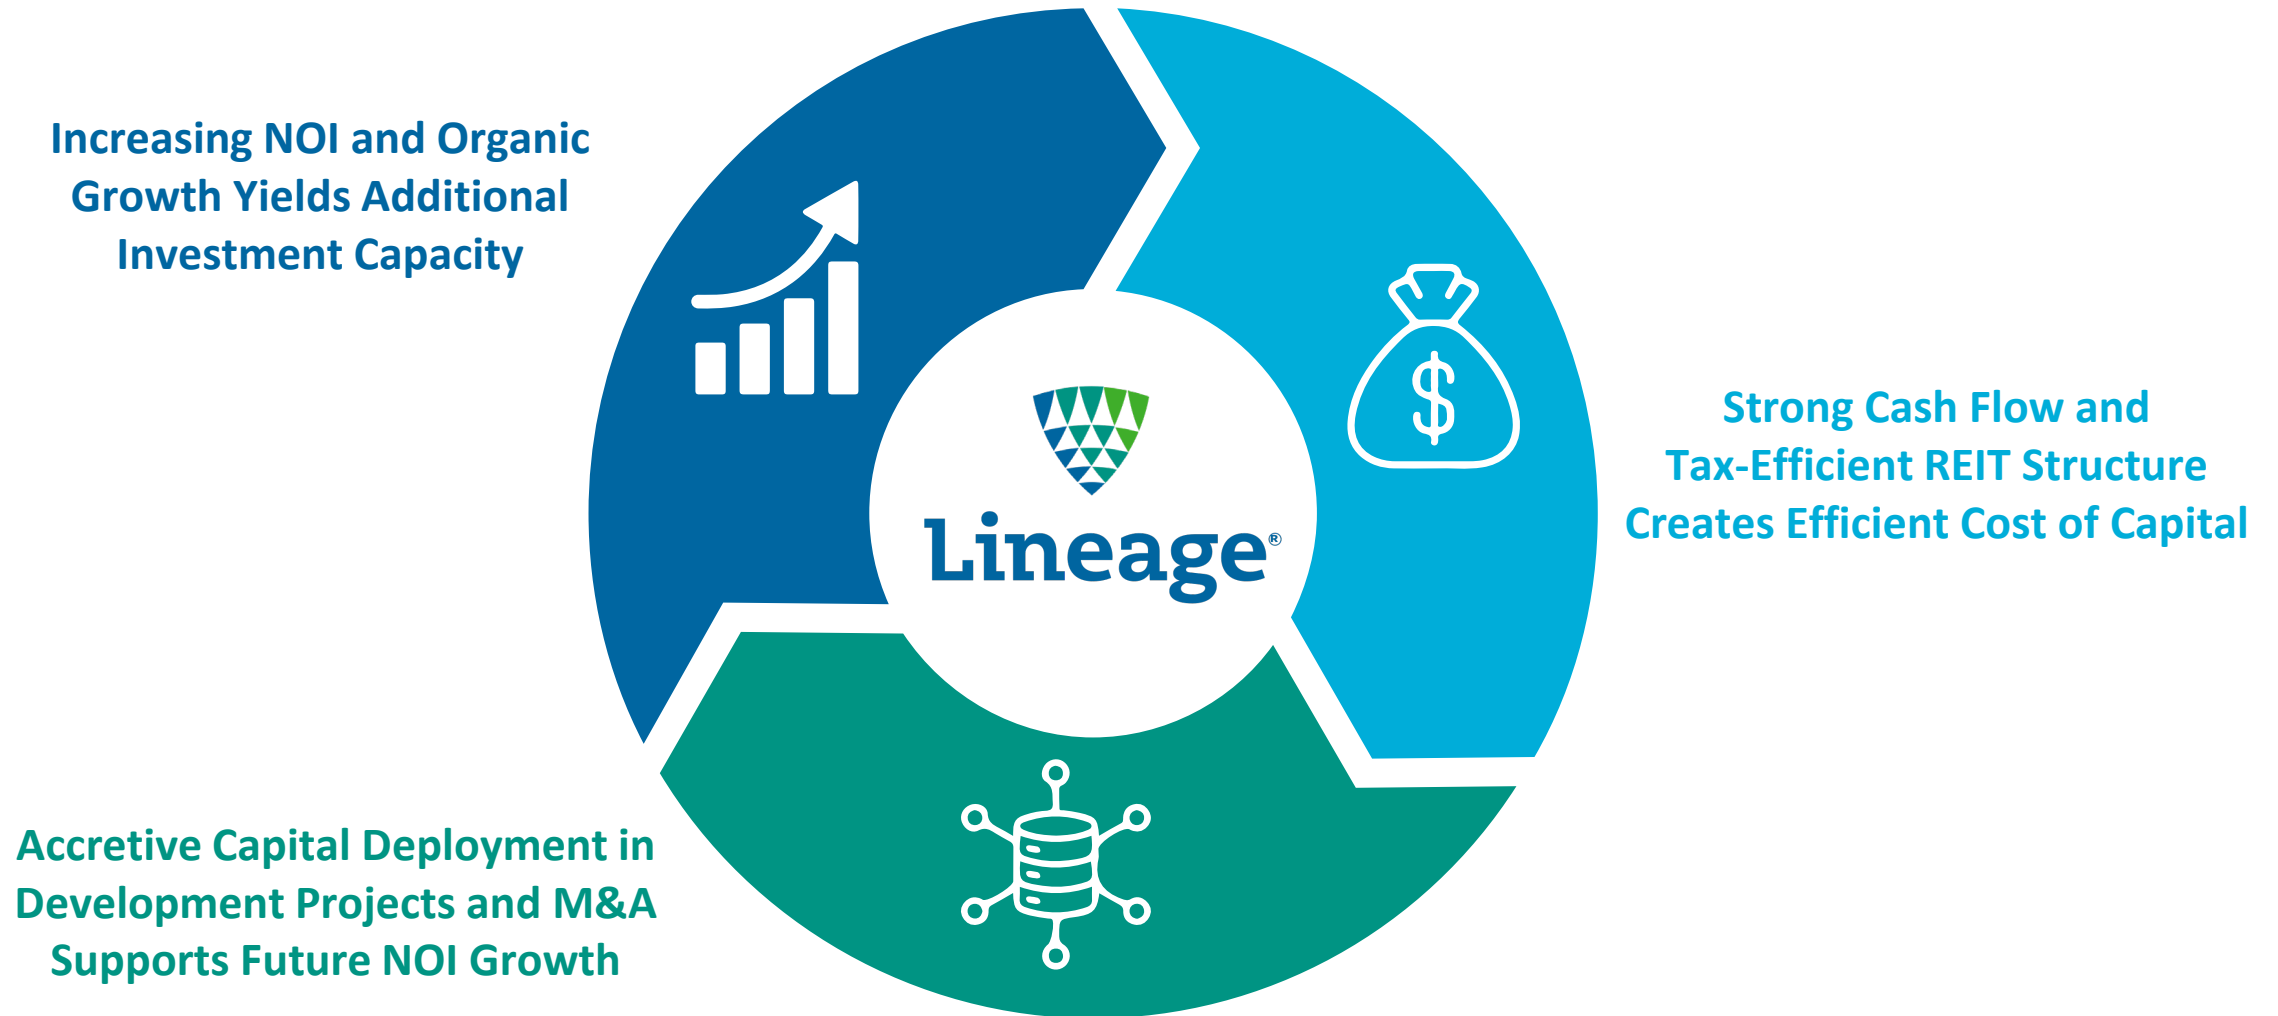 Increasing NOI and Organic
Growth Yields Additional
Investment Capacity
$
Strong Cash Flow and
Tax-Efficient REIT Structure
Creates Efficient Cost of Capital
Lineage®
Accretive Capital Deployment in
Development Projects and M&A
Supports Future NOI Growth